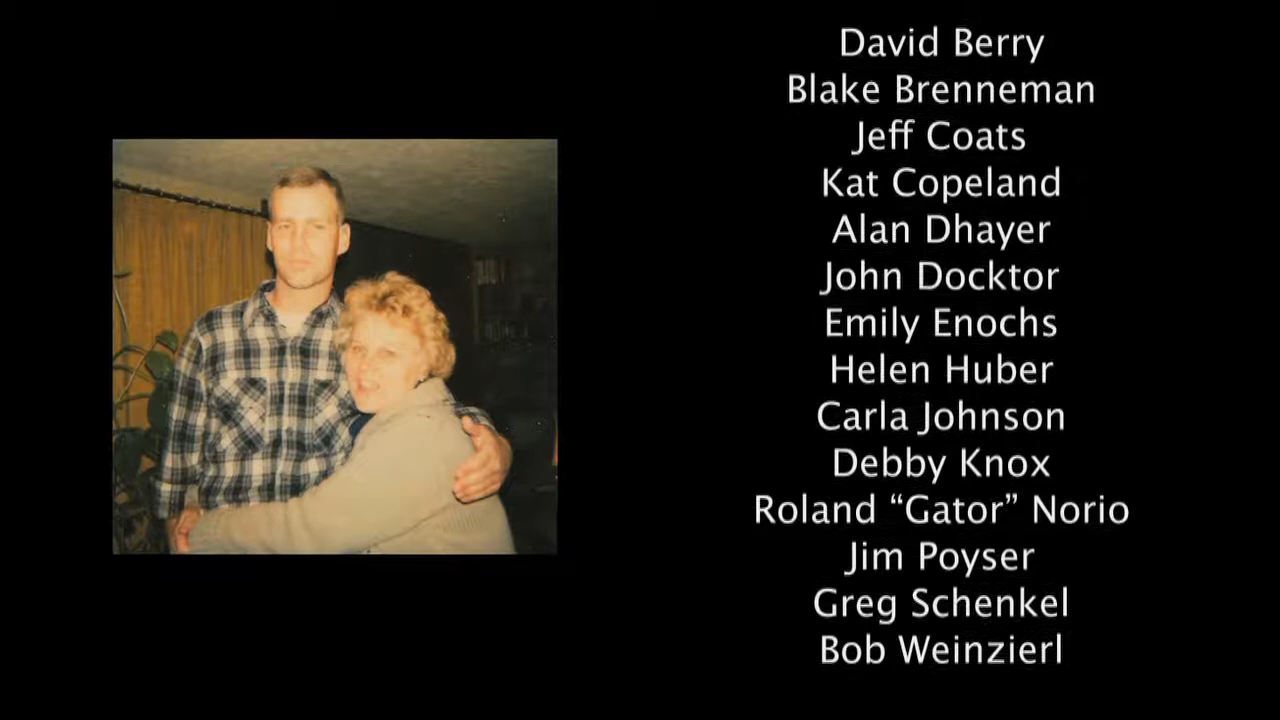 David Berry
Blake Brenneman
Jeff Coats
Kat Copeland
Alan Dhayer
John Docktor
Emily Enochs
Helen Huber
Carla Johnson
Debby Knox
Roland “Gator” Norio
Jim Poyser
Greg Schenkel
Bob Weinzierl